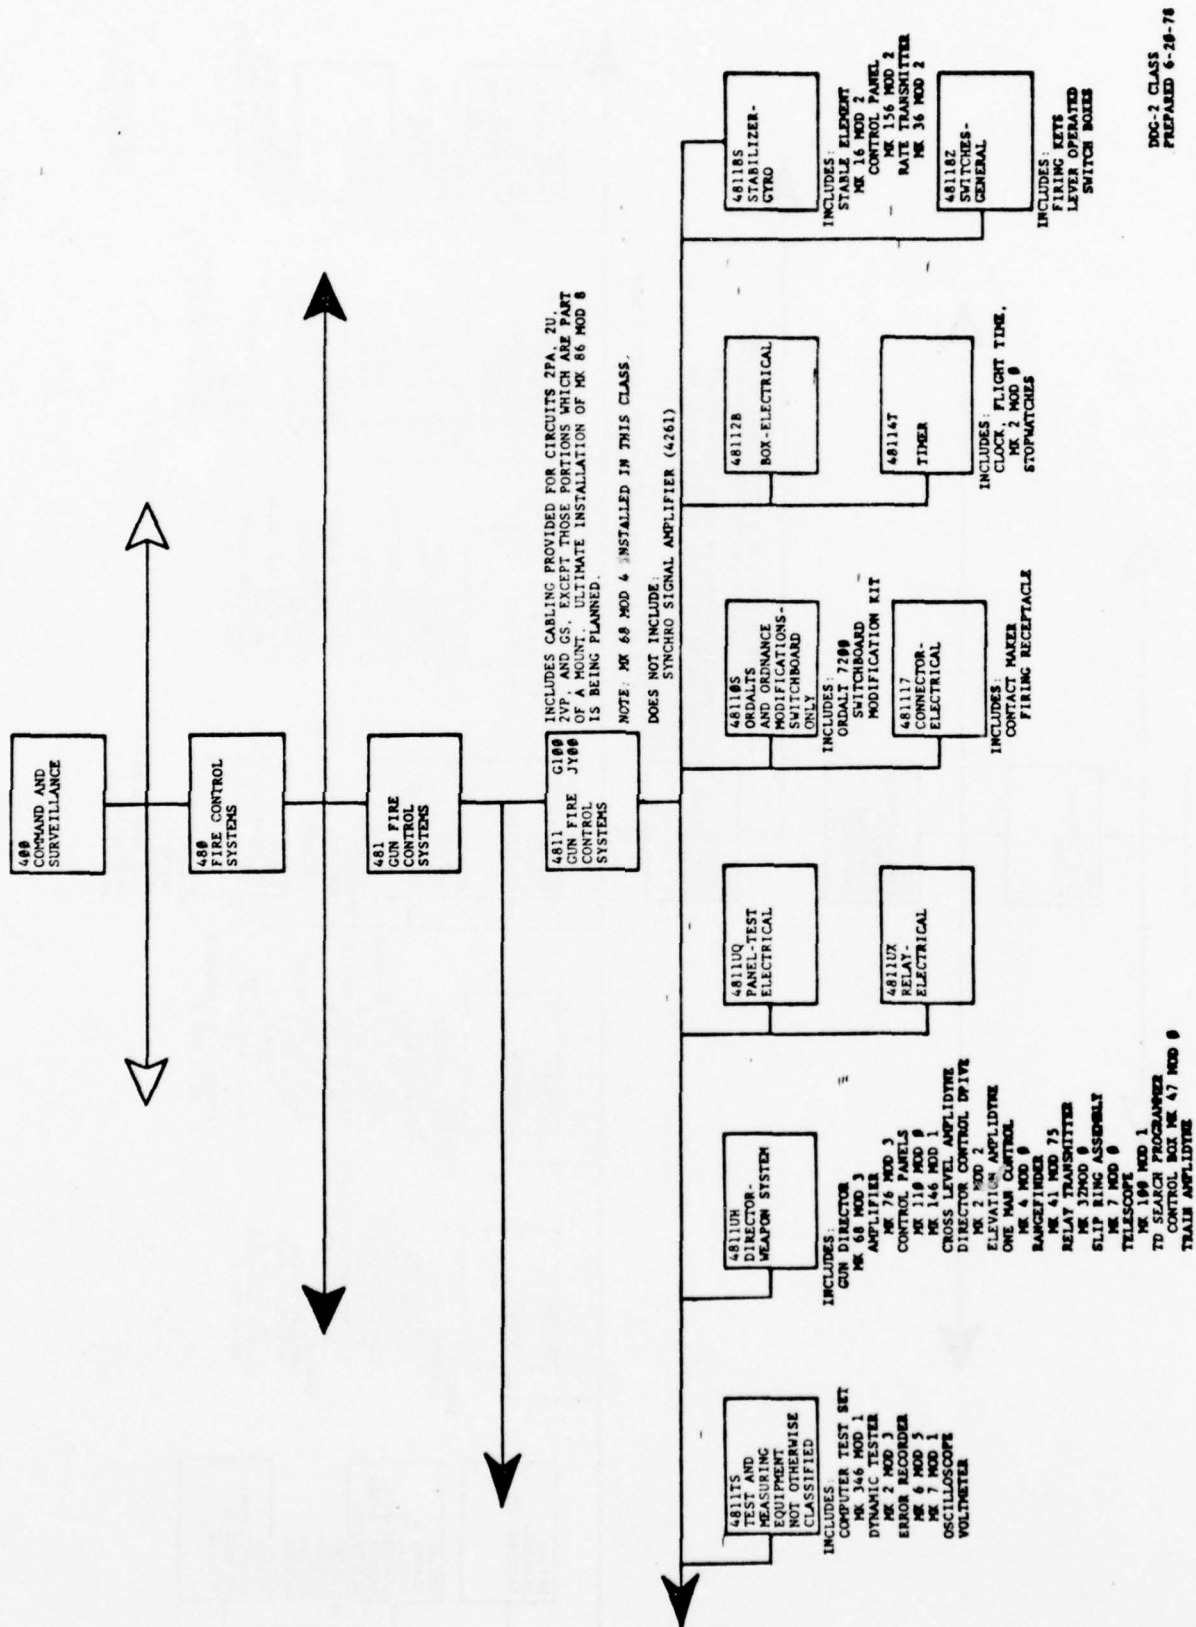 400
COMMAND AND
SURVEILLANCE
480
FIRE CONTROL
SYSTEMS
481
GUN FIRE
CONTROL
SYSTEMS
4811 G100
GUN FIRE JY00
CONTROL
SYSTEMS
INCLUDES CABLING PROVIDED FOR CIRCUITS 2PA, 2U,
2VP, AND GS, EXCEPT THOSE PORTIONS WHICH ARE PART
OF A MOUNT. ULTIMATE INSTALLATION OF MK 86 MOD 8
IS BEING PLANNED.
NOTE: MK 68 MOD 4 INSTALLED IN THIS CLASS.
DOES NOT INCLUDE:
SYNCHRO SIGNAL AMPLIFIER (4261)
4811TS
TEST AND
MEASURING
EQUIPMENT
NOT OTHERWISE
CLASSIFIED
INCLUDES:
COMPUTER TEST SET
MK 346 MOD 1
DYNAMIC TESTER
MK 2 MOD 3
ERROR RECORDER
MK 6 MOD 5
MK 7 MOD 1
OSCILLOSCOPE
VOLTMETER
4811UH
DIRECTOR-
WEAPON SYSTEM
INCLUDES:
GUN DIRECTOR
MK 68 MOD 3
AMPLIFIER
MK 76 MOD 3
CONTROL PANELS
MK 110 MOD 0
MK 146 MOD 1
CROSS LEVEL AMPLIDYNE
DIRECTOR CONTROL DRIVE
MK 2 MOD 2
ELEVATION AMPLIDYNE
ONE MAN CONTROL
MK 4 MOD 0
RANGEFINDER
MK 41 MOD 75
RELAY TRANSMITTER
MK 32MOD 0
SLIP RING ASSEMBLY
MK 7 MOD 0
TELESCOPE
MK 100 MOD 1
TD SEARCH PROGRAMMER
CONTROL BOX MK 47 MOD 0
TRAIN AMPLIDYNE
4811UQ
PANEL-TEST
ELECTRICAL
4811UX
RELAY-
ELECTRICAL
48110S
ORDALTS
AND ORDNANCE
MODIFICATIONS-
SWITCHBOARD
ONLY
INCLUDES:
ORDALT 7200
SWITCHBOARD
MODIFICATION KIT
481117
CONNECTOR-
ELECTRICAL
INCLUDES:
CONTACT MAKER
FIRING RECEPTACLE
48112B
BOX-ELECTRICAL
48114T
TIMER
INCLUDES:
CLOCK, FLIGHT TIME,
MK 2 MOD 0
STOPWATCHES
48118S
STABILIZER-
GYRO
INCLUDES:
STABLE ELEMENT
MK 16 MOD 2
CONTROL PANEL
MK 156 MOD 2
RATE TRANSMITTER
MK 36 MOD 2
48118Z
SWITCHES-
GENERAL
INCLUDES:
FIRING KEYS
LEVER OPERATED
SWITCH BOXES
DDG-2 CLASS
PREPARED 6-20-78